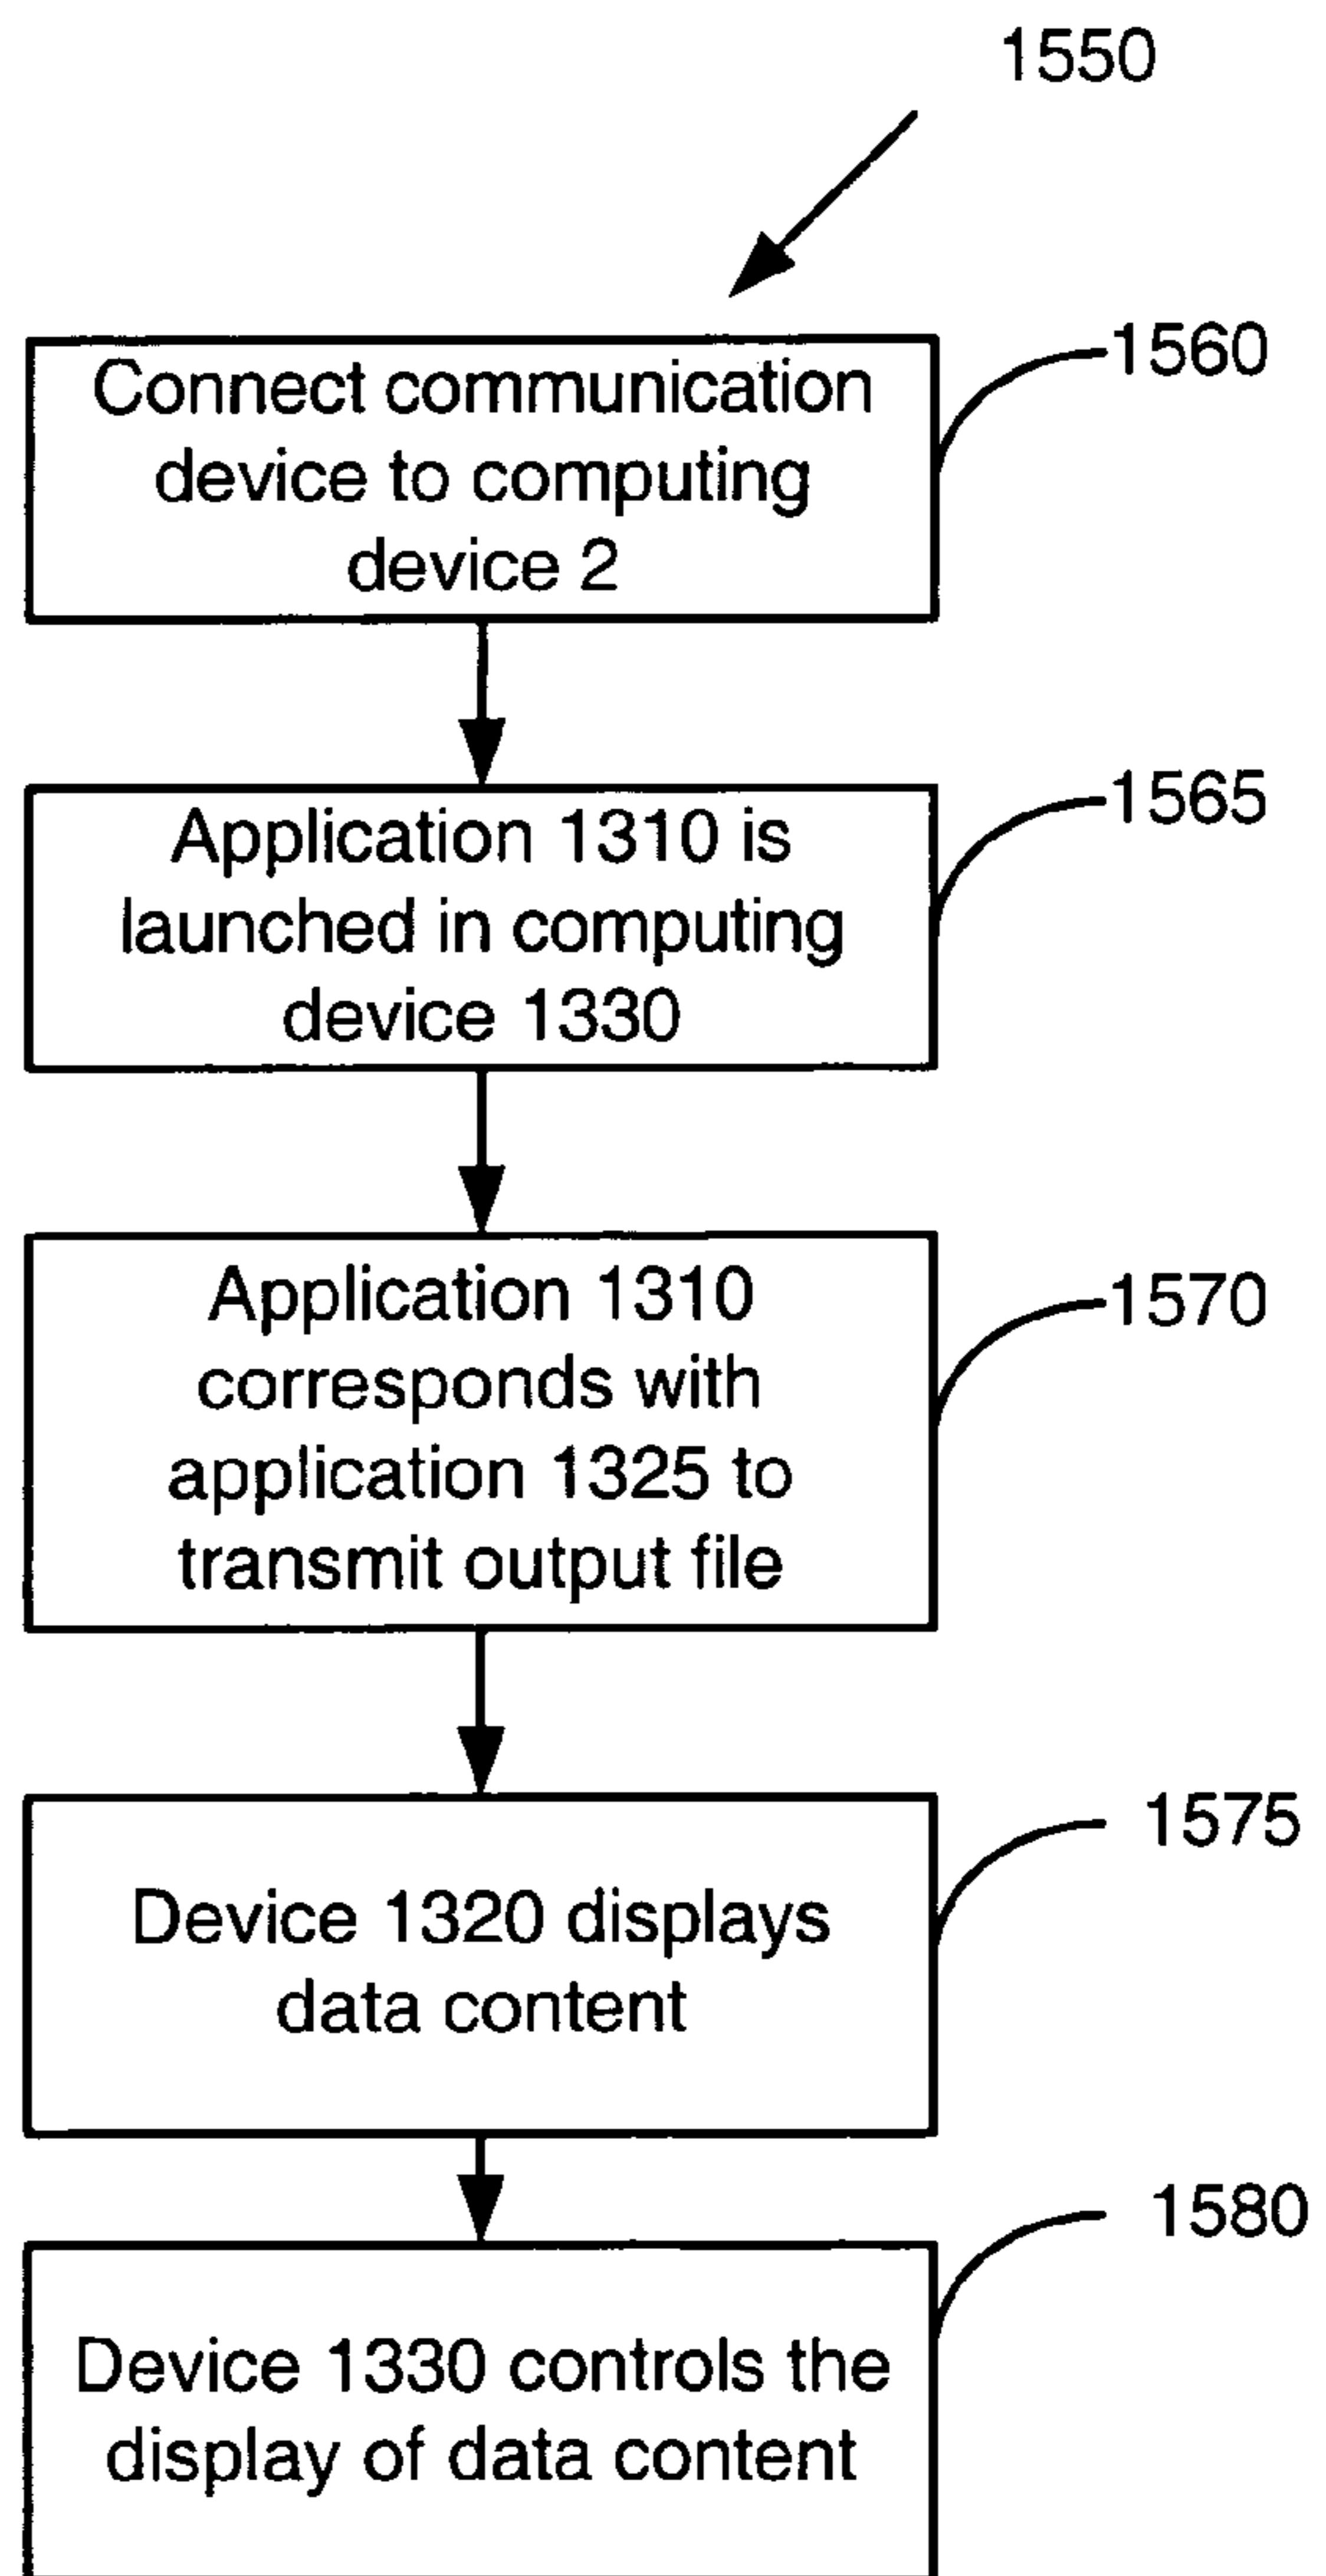 1550
Connect communication
device to computing
device 2
1560
Application 1310 is
launched in computing
device 1330
1565
Application 1310
corresponds with
application 1325 to
transmit output file
1570
Device 1320 displays
data content
1575
Device 1330 controls the
display of data content
1580